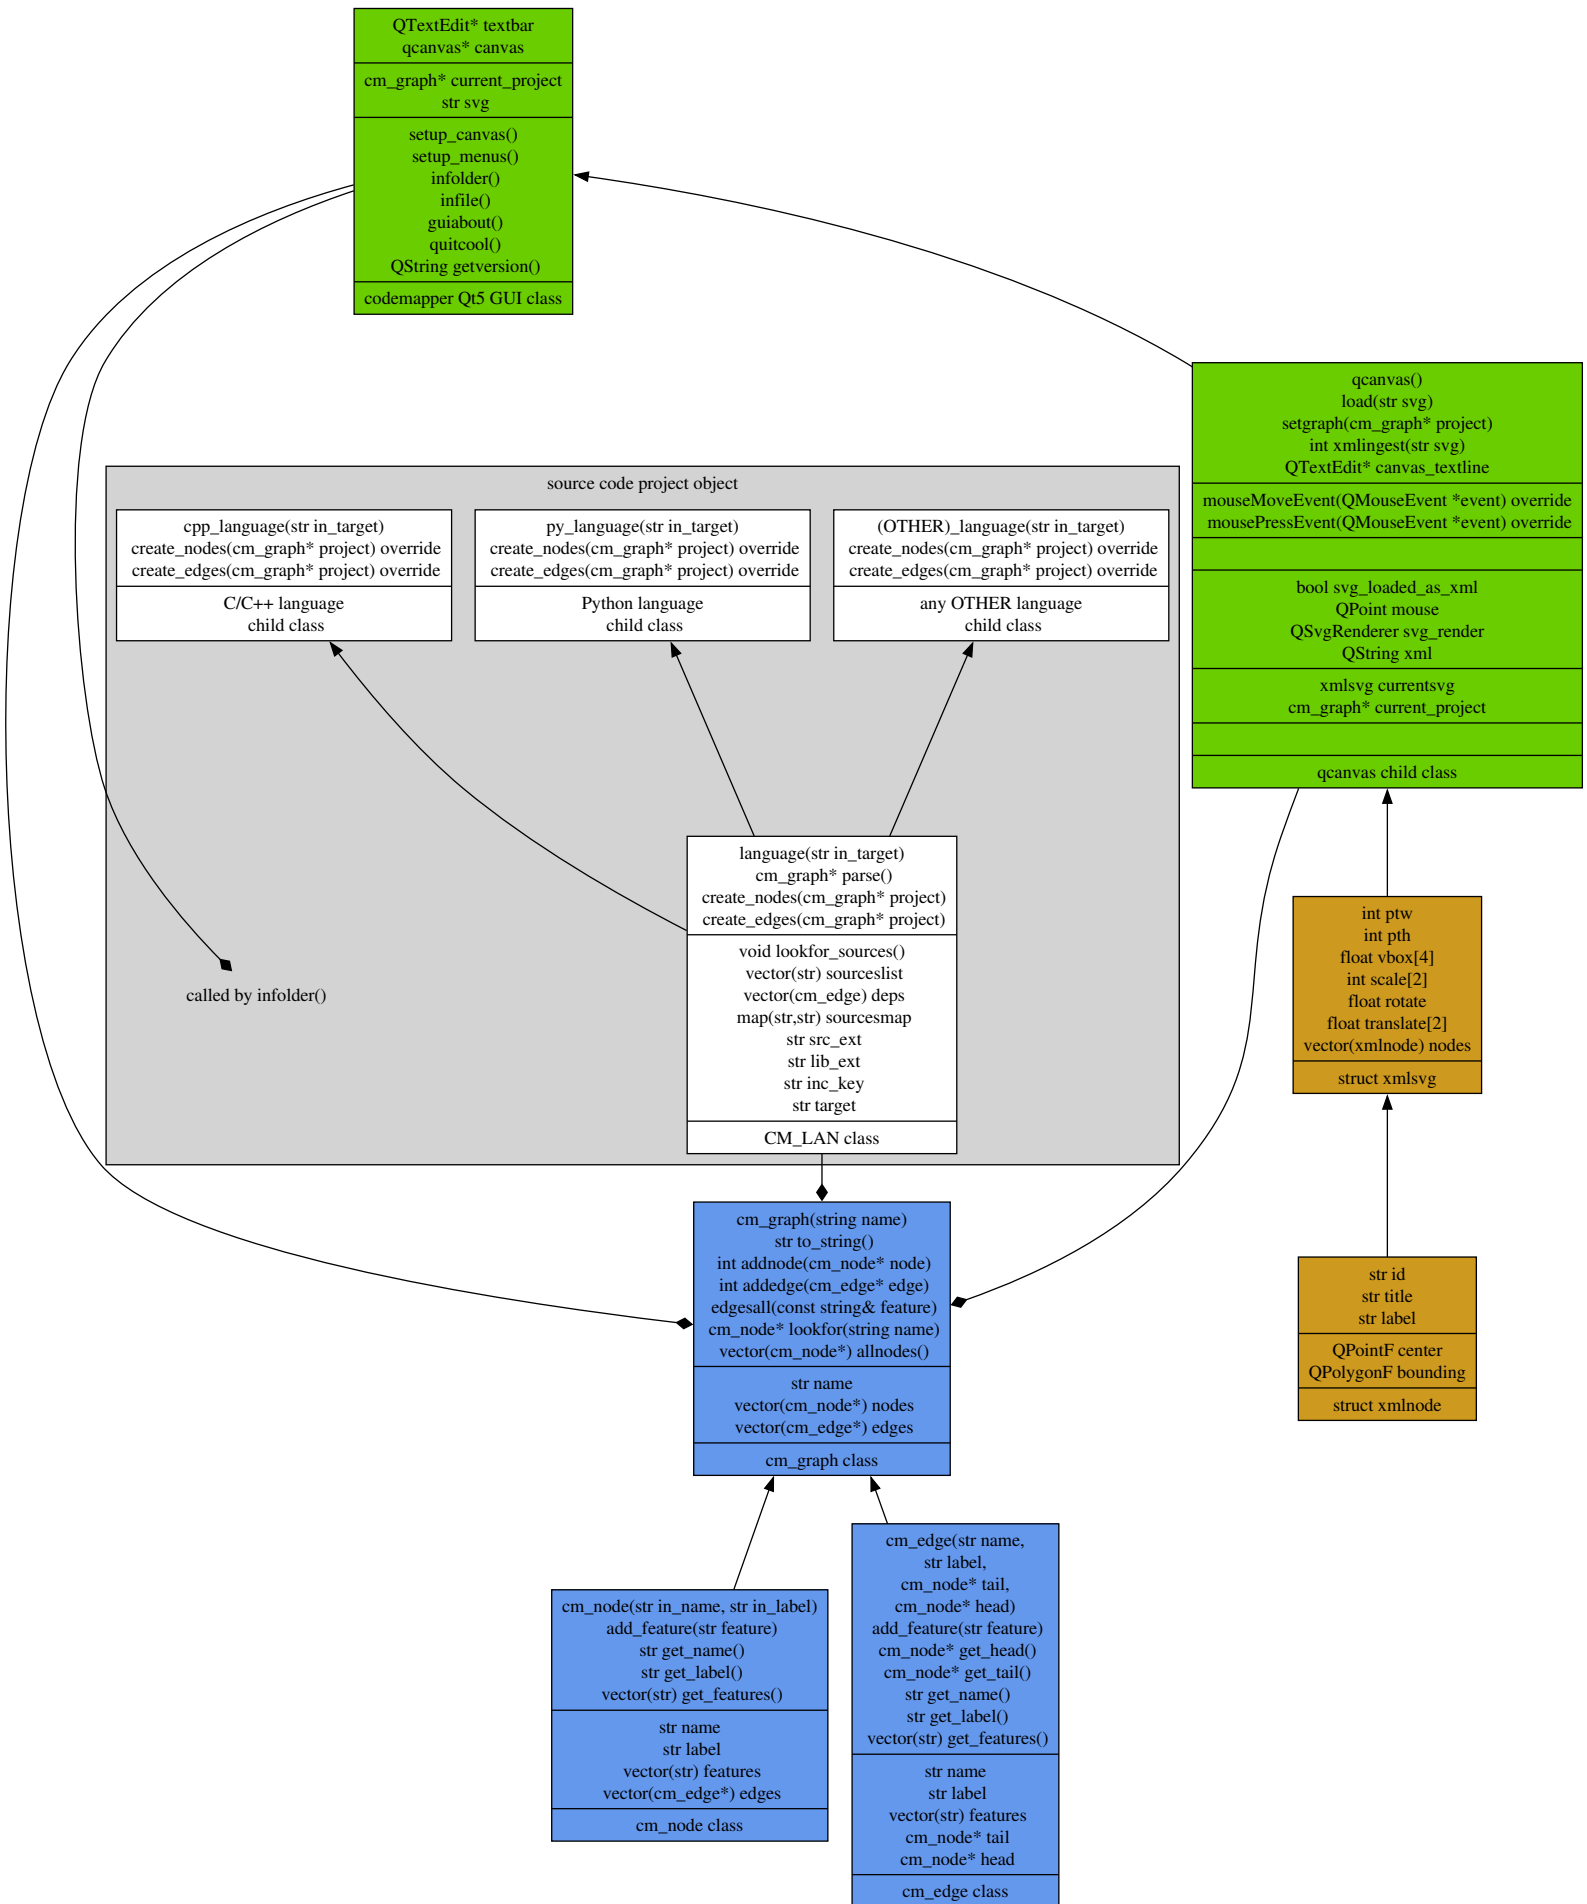 QTextEdit* textbar
qcanvas* canvas
cm_graph* current_project
str svg
setup_canvas()
setup_menus()
infolder()
infile()
guiabout()
quitcool()
QString getversion()
codemapper Qt5 GUI class
qcanvas()
load(str svg)
setgraph(cm_graph* project)
int xmlingest(str svg)
QTextEdit* canvas_textline
mouseMoveEvent(QMouseEvent *event) override
mousePressEvent(QMouseEvent *event) override
bool svg_loaded_as_xml
QPoint mouse
QSvgRenderer svg_render
QString xml
xmlsvg currentsvg
cm_graph* current_project
qcanvas child class
source code project object
cpp_language(str in_target)
create_nodes(cm_graph* project) override
create_edges(cm_graph* project) override
C/C++ language
child class
py_language(str in_target)
create_nodes(cm_graph* project) override
create_edges(cm_graph* project) override
Python language
child class
(OTHER)_language(str in_target)
create_nodes(cm_graph* project) override
create_edges(cm_graph* project) override
any OTHER language
child class
language(str in_target)
cm_graph* parse()
create_nodes(cm_graph* project)
create_edges(cm_graph* project)
void lookfor_sources()
vector(str) sourceslist
vector(cm_edge) deps
map(str,str) sourcesmap
str src_ext
str lib_ext
str inc_key
str target
CM_LAN class
called by infolder()
int ptw
int pth
float vbox[4]
int scale[2]
float rotate
float translate[2]
vector(xmlnode) nodes
struct xmlsvg
cm_graph(string name)
str to_string()
int addnode(cm_node* node)
int addedge(cm_edge* edge)
edgesall(const string& feature)
cm_node* lookfor(string name)
vector(cm_node*) allnodes()
str name
vector(cm_node*) nodes
vector(cm_edge*) edges
cm_graph class
str id
str title
str label
QPointF center
QPolygonF bounding
struct xmlnode
cm_node(str in_name, str in_label)
add_feature(str feature)
str get_name()
str get_label()
vector(str) get_features()
str name
str label
vector(str) features
vector(cm_edge*) edges
cm_node class
cm_edge(str name,
str label,
cm_node* tail,
cm_node* head)
add_feature(str feature)
cm_node* get_head()
cm_node* get_tail()
str get_name()
str get_label()
vector(str) get_features()
str name
str label
vector(str) features
cm_node* tail
cm_node* head
cm_edge class